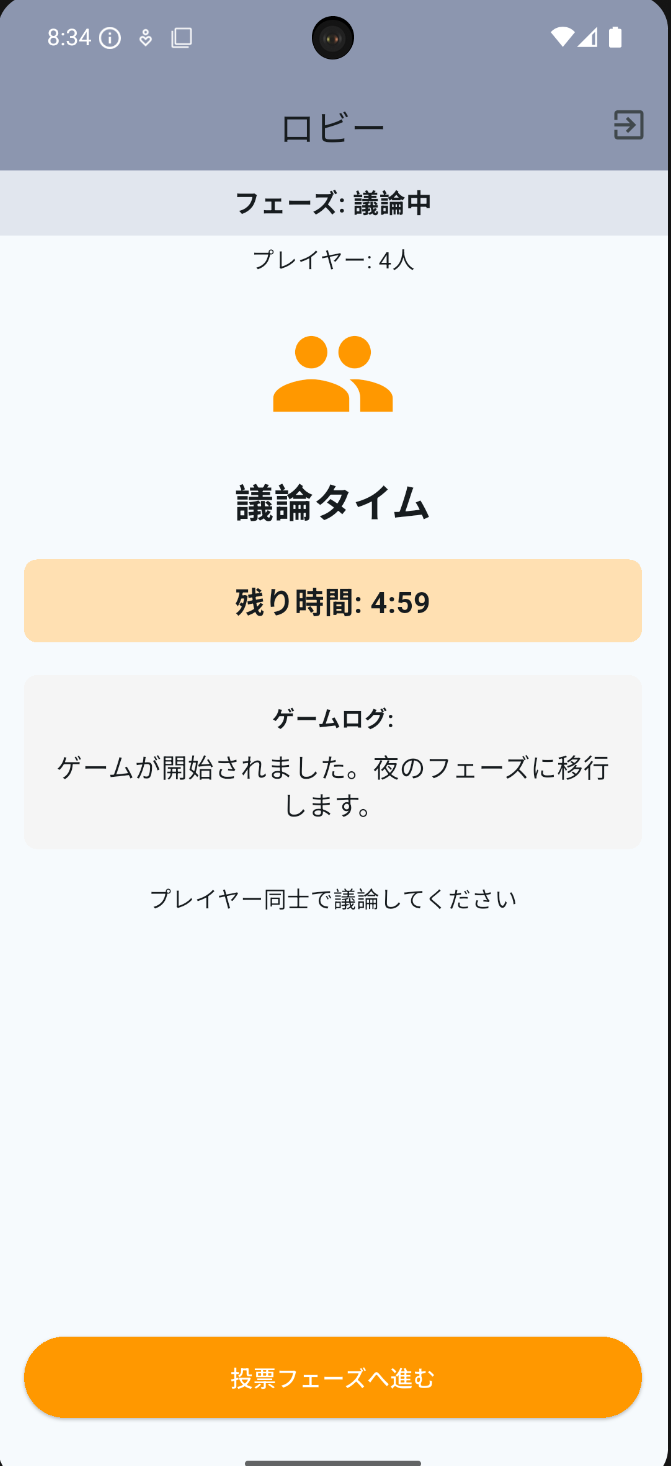 8:34
ロビー
フェーズ: 議論中
プレイヤー: 4人
議論タイム
残り時間: 4:59
ゲームログ:
ゲームが開始されました。夜のフェーズに移行
します。
プレイヤー同士で議論してください
投票フェーズへ進む